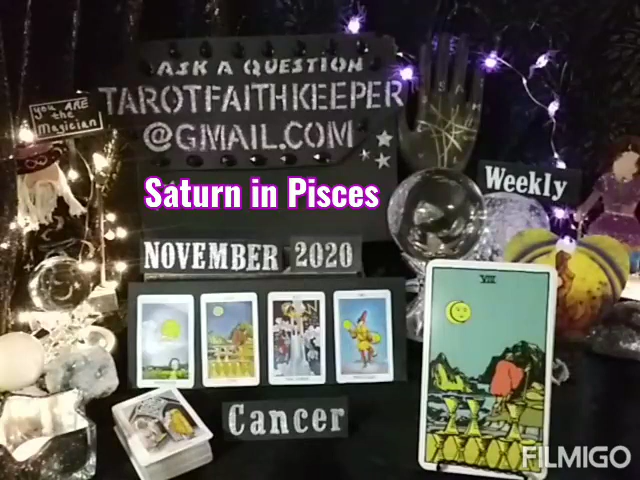 ASK A QUESTION
TAROTFAITHKEEPER
@GMAIL.COM
you ARE
the
Magician
Saturn in Pisces
Weekly
NOVEMBER 2020
VIII
Cancer
FILMIGO